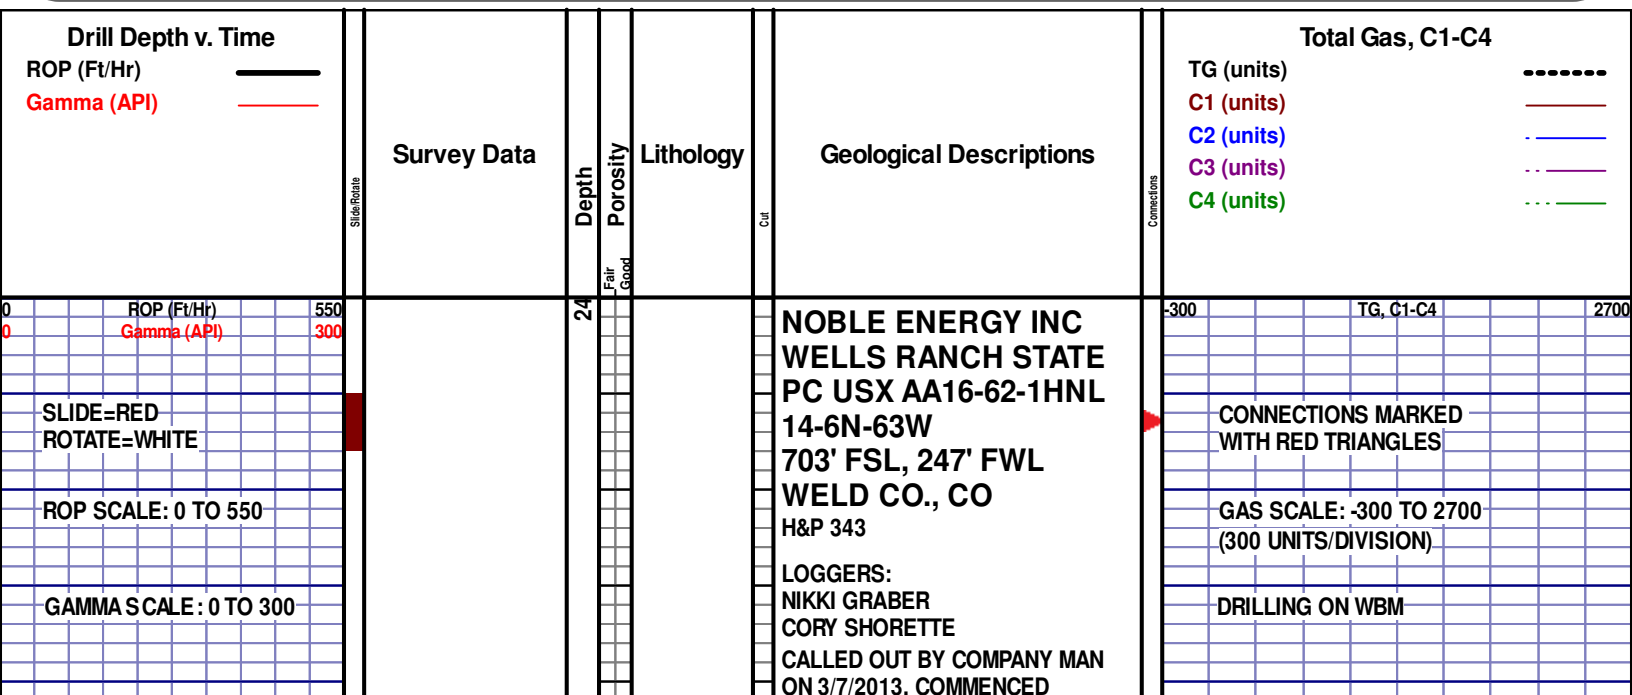 Drill Depth v. Time
ROP (Ft/Hr)
Gamma (API)
Slide/Rotate
Survey Data
Depth
Porosity
Fair
Good
Lithology
Cut
Geological Descriptions
Connections
Total Gas, C1-C4
TG (units)
C1 (units)
C2 (units)
C3 (units)
C4 (units)
0 ROP (Ft/Hr) 550
0 Gamma (API) 300
SLIDE=RED
ROTATE=WHITE
ROP SCALE: 0 TO 550
GAMMA SCALE: 0 TO 300
24
NOBLE ENERGY INC
WELLS RANCH STATE
PC USX AA16-62-1HNL
14-6N-63W
703' FSL, 247' FWL
WELD CO., CO
H&P 343
LOGGERS:
NIKKI GRABER
CORY SHORETTE
CALLED OUT BY COMPANY MAN
ON 3/7/2013. COMMENCED
-300 TG, C1-C4 2700
CONNECTIONS MARKED
WITH RED TRIANGLES
GAS SCALE: -300 TO 2700
(300 UNITS/DIVISION)
DRILLING ON WBM